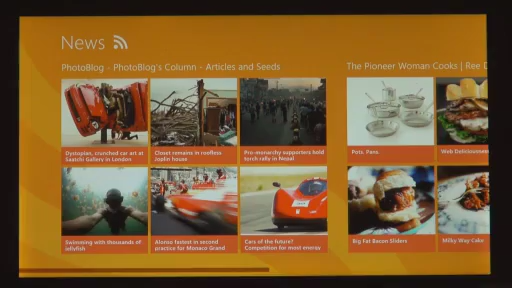 News
PhotoBlog - PhotoBlog's Column - Articles and Seeds
The Pioneer Woman Cooks | Ree D
Dystopian, crunched car art at
Saatchi Gallery in London
Closet remains in roofless
Joplin house
Pro-monarchy supporters hold
torch rally in Nepal
Pots. Pans.
Web Deliciousness
Swimming with thousands of
jellyfish
Alonso fastest in second
practice for Monaco Grand
Cars of the future?
Competition for most energy
Big Fat Bacon Sliders
Milky Way Cake